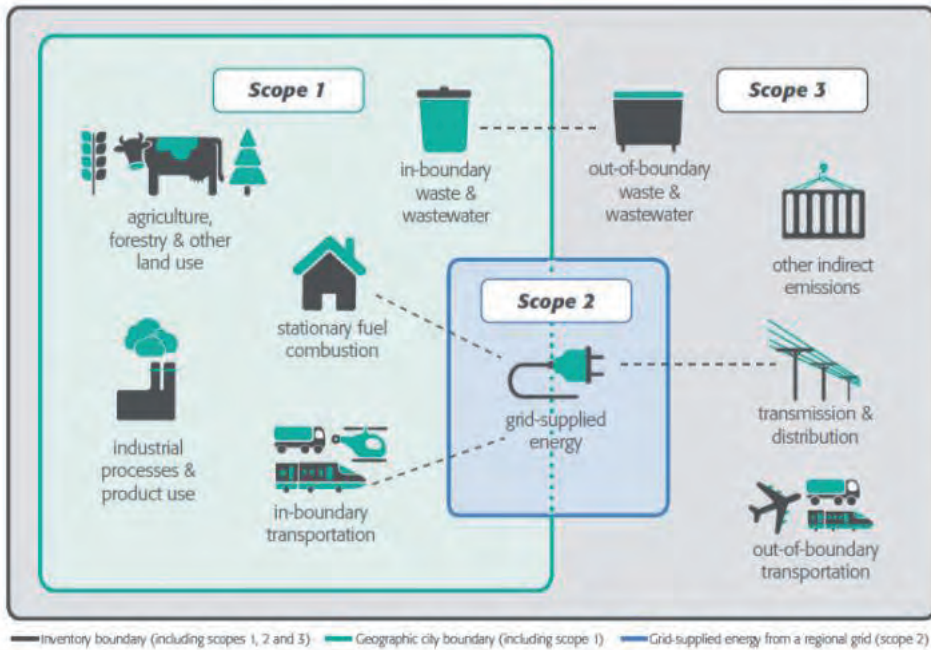 Scope 1
Scope 3
in-boundary
waste &
wastewater
out-of-boundary
waste &
wastewater
agriculture,
forestry & other
land use
other indirect
emissions
Scope 2
stationary fuel
combustion
grid-supplied
energy
transmission &
distribution
industrial
processes &
product use
in-boundary
transportation
out-of-boundary
transportation
Inventory boundary (including scopes 1, 2 and 3) Geographic city boundary (including scope 1) Grid-supplied energy from a regional grid (scope 2)